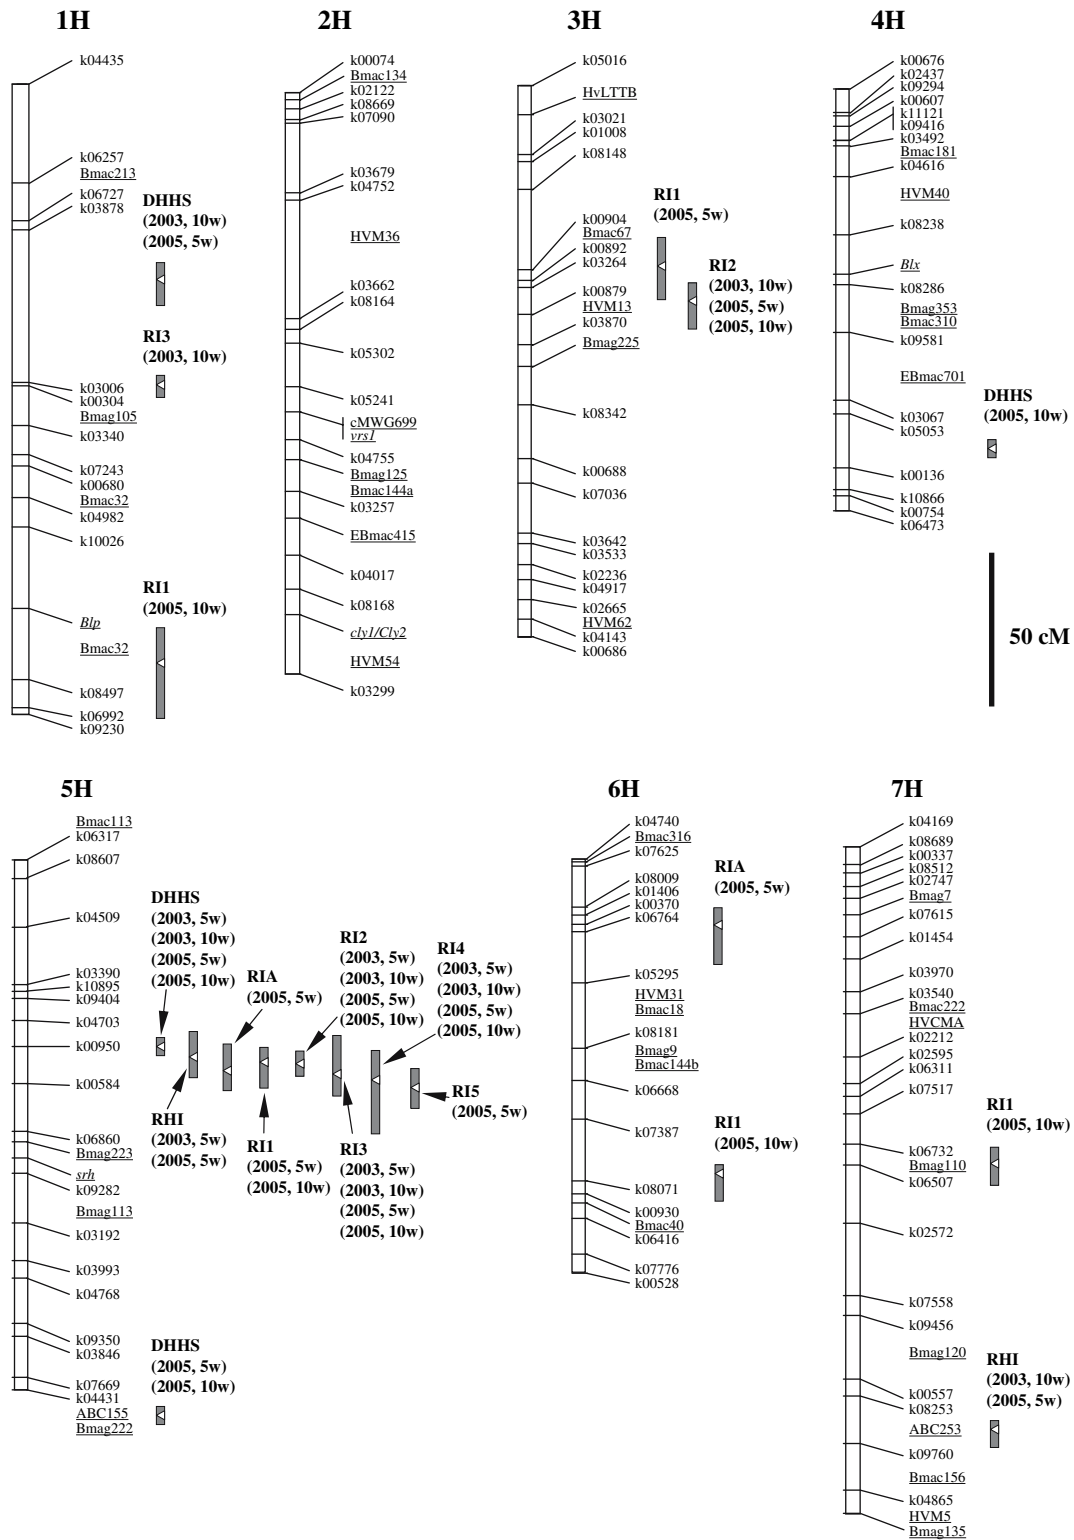 1H
k04435
k06257
Bmac213
k06727
k03878
k03006
k00304
Bmag105
k03340
k07243
k00680
Bmac32
k04982
k10026
Blp
Bmac32
k08497
k06992
k09230
DHHS
(2003, 10w)
(2005, 5w)
RI3
(2003, 10w)
RI1
(2005, 10w)
2H
k00074
Bmac134
k02122
k08669
k07090
k03679
k04752
HVM36
k03662
k08164
k05302
k05241
cMWG699
vrs1
k04755
Bmag125
Bmac144a
k03257
EBmac415
k04017
k08168
cly1/Cly2
HVM54
k03299
3H
k05016
HvLTTB
k03021
k01008
k08148
k00904
Bmac67
k00892
k03264
k00879
HVM13
k03870
Bmag225
k08342
k00688
k07036
k03642
k03533
k02236
k04917
k02665
HVM62
k04143
k00686
RI1
(2005, 5w)
RI2
(2003, 10w)
(2005, 5w)
(2005, 10w)
4H
k00676
k02437
k09294
k00607
k11121
k09416
k03492
Bmac181
k04616
HVM40
k08238
Blx
k08286
Bmag353
Bmac310
k09581
EBmac701
k03067
k05053
k00136
k10866
k00754
k06473
DHHS
(2005, 10w)
50 cM
5H
Bmac113
k06317
k08607
k04509
k03390
k10895
k09404
k04703
k00950
k00584
k06860
Bmag223
srh
k09282
Bmag113
k03192
k03993
k04768
k09350
k03846
k07669
k04431
ABC155
Bmag222
DHHS
(2003, 5w)
(2003, 10w)
(2005, 5w)
(2005, 10w)
RIA
(2005, 5w)
RI2
(2003, 5w)
(2003, 10w)
(2005, 5w)
(2005, 10w)
RI4
(2003, 5w)
(2003, 10w)
(2005, 5w)
(2005, 10w)
RHI
(2003, 5w)
(2005, 5w)
RI1
(2005, 5w)
(2005, 10w)
RI3
(2003, 5w)
(2003, 10w)
(2005, 5w)
(2005, 10w)
RI5
(2005, 5w)
DHHS
(2005, 5w)
(2005, 10w)
6H
k04740
Bmac316
k07625
k08009
k01406
k00370
k06764
k05295
HVM31
Bmac18
k08181
Bmag9
Bmac144b
k06668
k07387
k08071
k00930
Bmac40
k06416
k07776
k00528
RIA
(2005, 5w)
RI1
(2005, 10w)
7H
k04169
k08689
k00337
k08512
k02747
Bmag7
k07615
k01454
k03970
k03540
Bmac222
HVCMA
k02212
k02595
k06311
k07517
k06732
Bmag110
k06507
k02572
k07558
k09456
Bmag120
k00557
k08253
ABC253
k09760
Bmac156
k04865
HVM5
Bmag135
RI1
(2005, 10w)
RHI
(2003, 10w)
(2005, 5w)